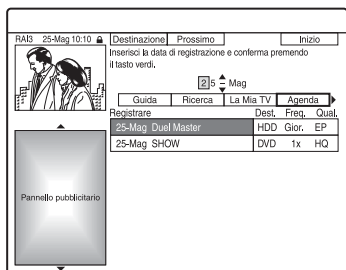 RAI3 25-Mag 10:10
Destinazione Prossimo Inizio
Inserisci la data di registrazione e conferma premendo
il tasto verdi.
25 Mag
Guida Ricerca La Mia TV Agenda
Registrare Dest. Freq. Qual.
25-Mag Duel Master HDD Gior. EP
25-Mag SHOW DVD 1x HQ
Pannello pubblicitario